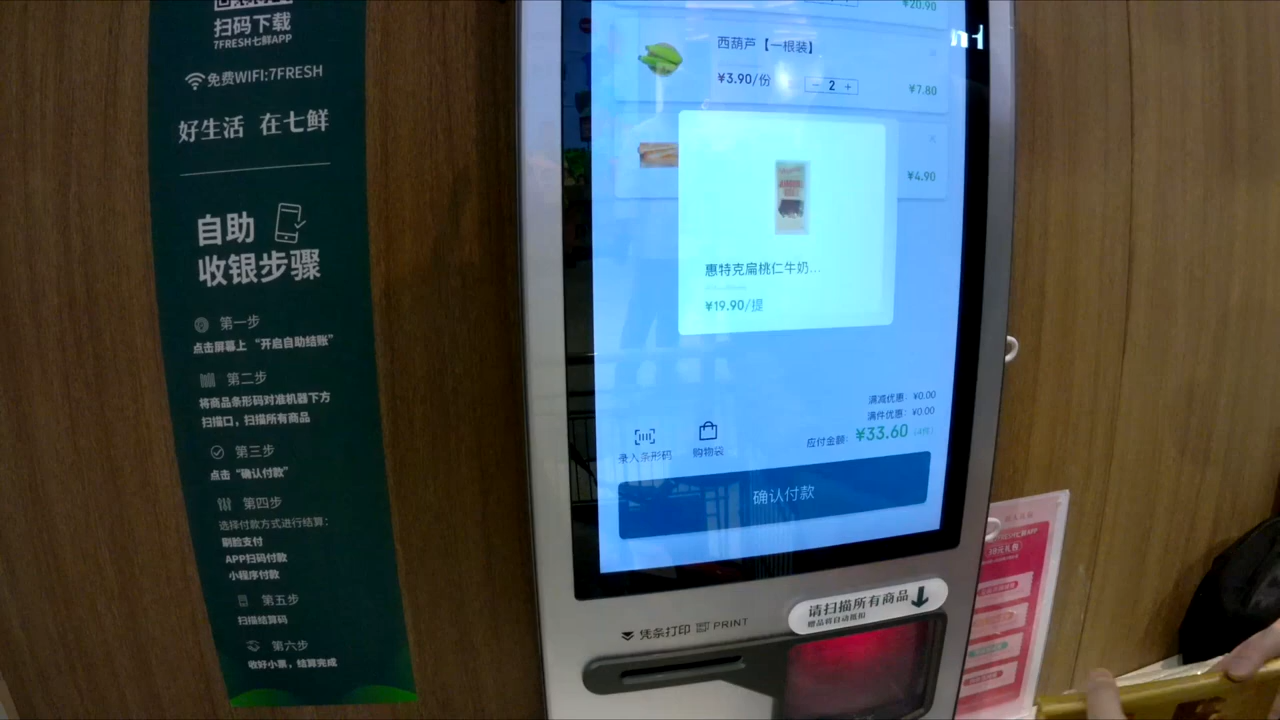 扫码下载
7FRESH七鲜APP
免费WIFI:7FRESH
好生活 在七鲜
自助
收银步骤
第一步
点击屏幕上“开启自助结账”
第二步
将商品条形码对准机器下方
扫描口，扫描所有商品
第三步
点击“确认付款”
第四步
选择付款方式进行结算：
刷脸支付
APP扫码付款
小程序付款
第五步
扫描结算码
第六步
收好小票，结算完成
¥20.90
西葫芦【一根装】
¥3.90/份
− 2 +
¥7.80
¥4.90
惠特克扁桃仁牛奶...
¥19.90/提
满减优惠：¥0.00
满件优惠：¥0.00
应付金额：¥33.60（4件）
录入条形码
购物袋
确认付款
请扫描所有商品
赠品将自动抵扣
凭条打印 PRINT